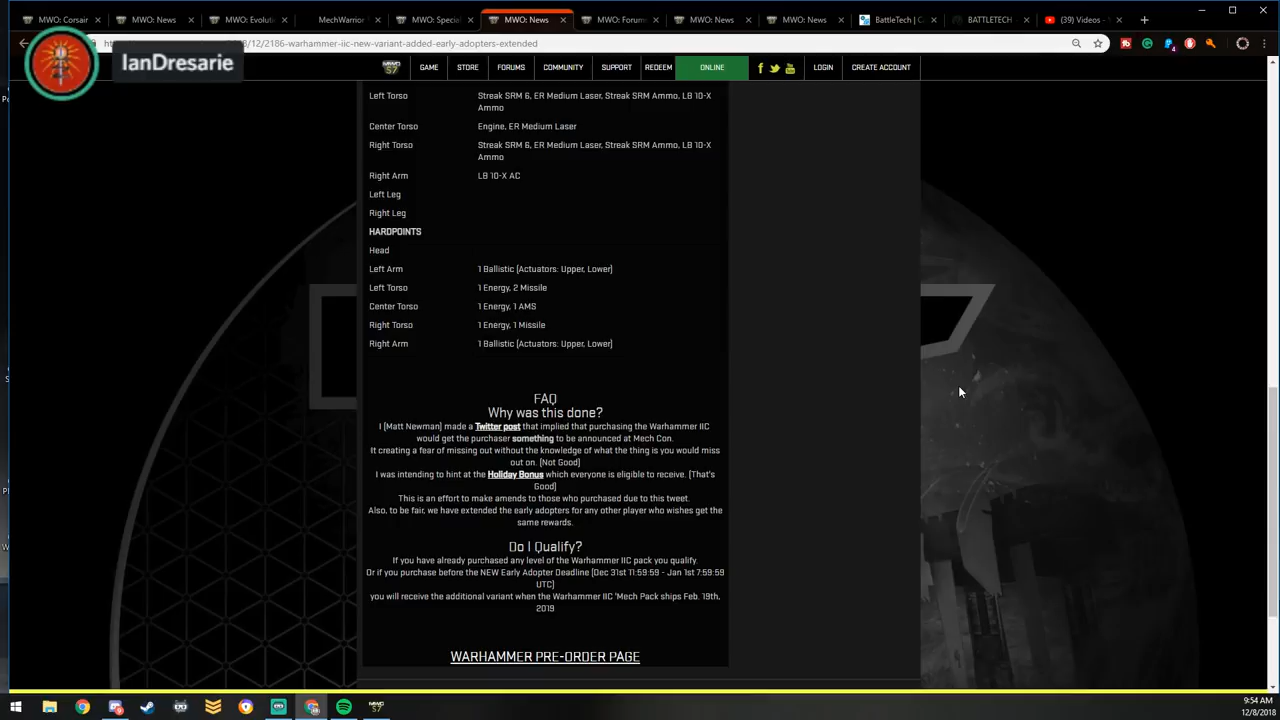 MWO: Corsair
MWO: News
MWO: Evoluti
MechWarrior
MWO: Specia
MWO: News
MWO: Forum
MWO: News
MWO: News
BattleTech | C
BATTLETECH
(39) Videos -
8/12/2186-warhammer-iic-new-variant-added-early-adopters-extended
IanDresarie
GAME STORE FORUMS COMMUNITY SUPPORT REDEEM ONLINE LOGIN CREATE ACCOUNT
Left Torso Streak SRM 6, ER Medium Laser, Streak SRM Ammo, LB 10-X
Ammo
Center Torso Engine, ER Medium Laser
Right Torso Streak SRM 6, ER Medium Laser, Streak SRM Ammo, LB 10-X
Ammo
Right Arm LB 10-X AC
Left Leg
Right Leg
HARDPOINTS
Head
Left Arm 1 Ballistic [Actuators: Upper, Lower]
Left Torso 1 Energy, 2 Missile
Center Torso 1 Energy, 1 AMS
Right Torso 1 Energy, 1 Missile
Right Arm 1 Ballistic [Actuators: Upper, Lower]
FAQ
Why was this done?
I [Matt Newman] made a Twitter post that implied that purchasing the Warhammer IIC
would get the purchaser something to be announced at Mech Con.
It creating a fear of missing out without the knowledge of what the thing is you would miss
out on. [Not Good]
I was intending to hint at the Holiday Bonus which everyone is eligible to receive. [That's
Good]
This is an effort to make amends to those who purchased due to this tweet.
Also, to be fair, we have extended the early adopters for any other player who wishes get the
same rewards.
Do I Qualify?
If you have already purchased any level of the Warhammer IIC pack you qualify.
Or if you purchase before the NEW Early Adopter Deadline [Dec 31st 11:59:59 - Jan 1st 7:59:59
UTC]
you will receive the additional variant when the Warhammer IIC 'Mech Pack ships Feb. 19th,
2019
WARHAMMER PRE-ORDER PAGE
9:54 AM
12/8/2018